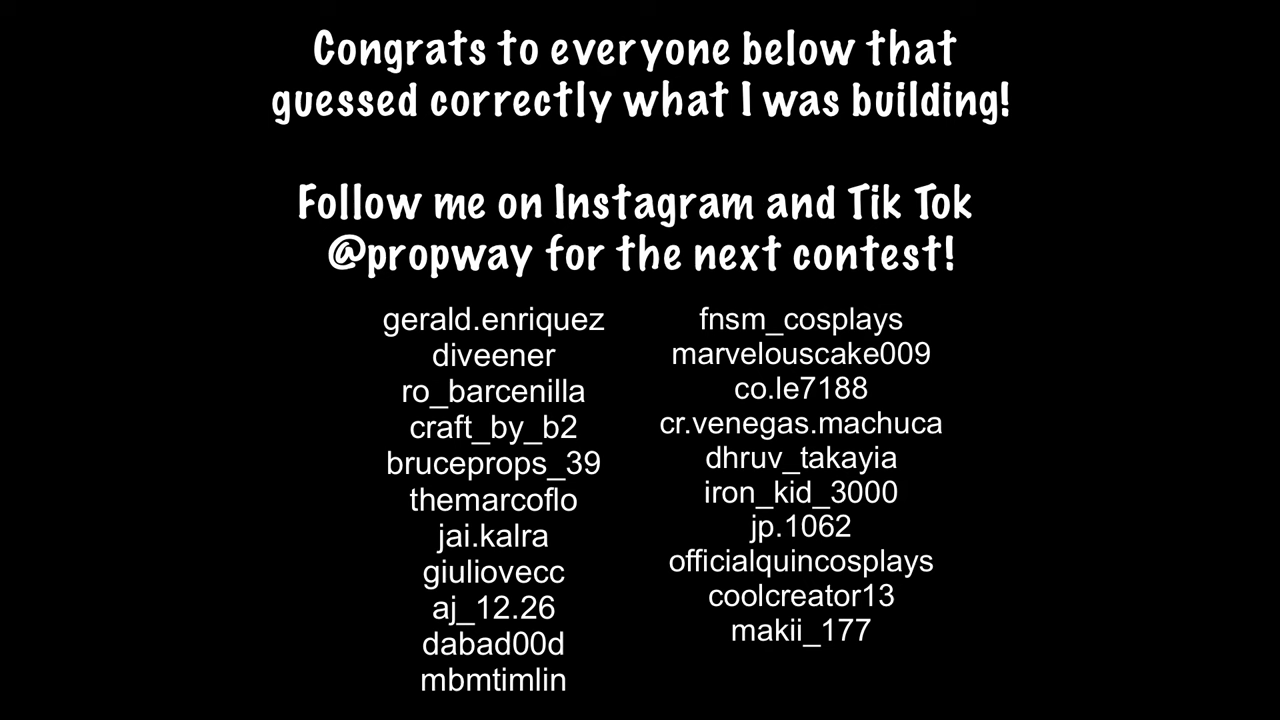 Congrats to everyone below that
guessed correctly what I was building!
Follow me on Instagram and Tik Tok
@propway for the next contest!
gerald.enriquez
diveener
ro_barcenilla
craft_by_b2
bruceprops_39
themarcoflo
jai.kalra
giuliovecc
aj_12.26
dabad00d
mbmtimlin
fnsm_cosplays
marvelouscake009
co.le7188
cr.venegas.machuca
dhruv_takayia
iron_kid_3000
jp.1062
officialquincosplays
coolcreator13
makii_177